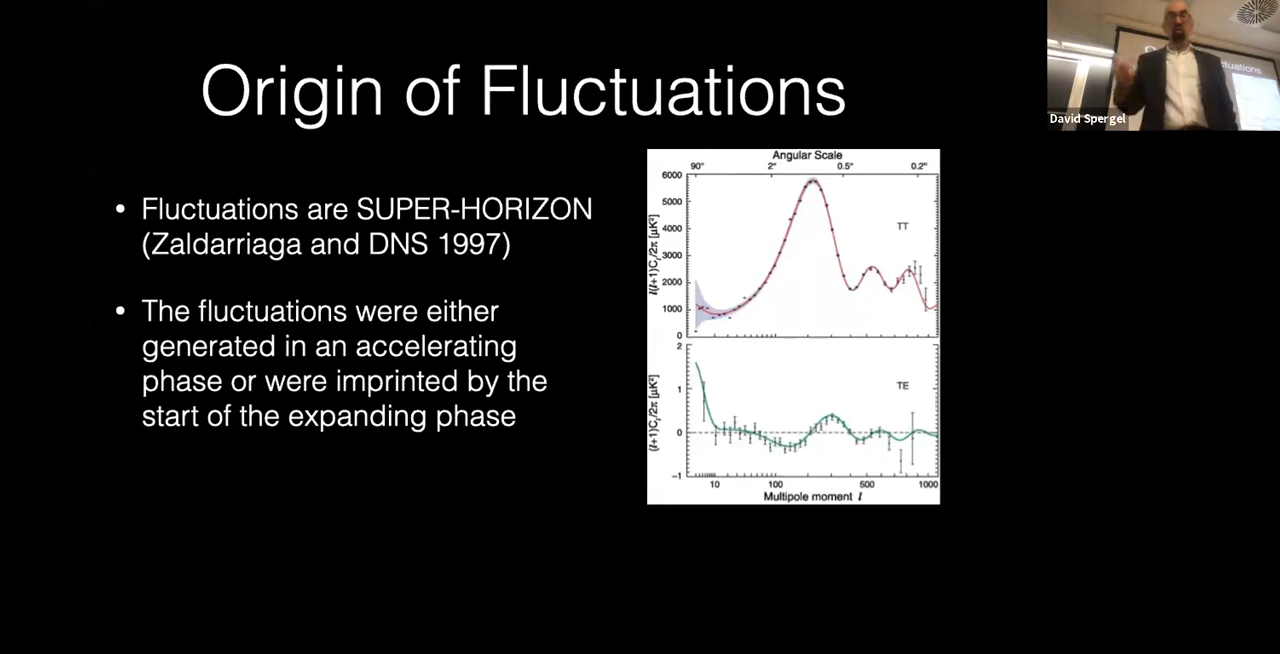 Origin of Fluctuations
David Spergel
• Fluctuations are SUPER-HORIZON
(Zaldarriaga and DNS 1997)
• The fluctuations were either
generated in an accelerating
phase or were imprinted by the
start of the expanding phase
Angular Scale
90° 2° 0.5° 0.2°
6000
5000
4000
3000
2000
1000
0
l(l+1)Cl/2π [μK²]
TT
2
1
0
-1
(l+1)Cl/2π [μK²]
TE
10 100 500 1000
Multipole moment l